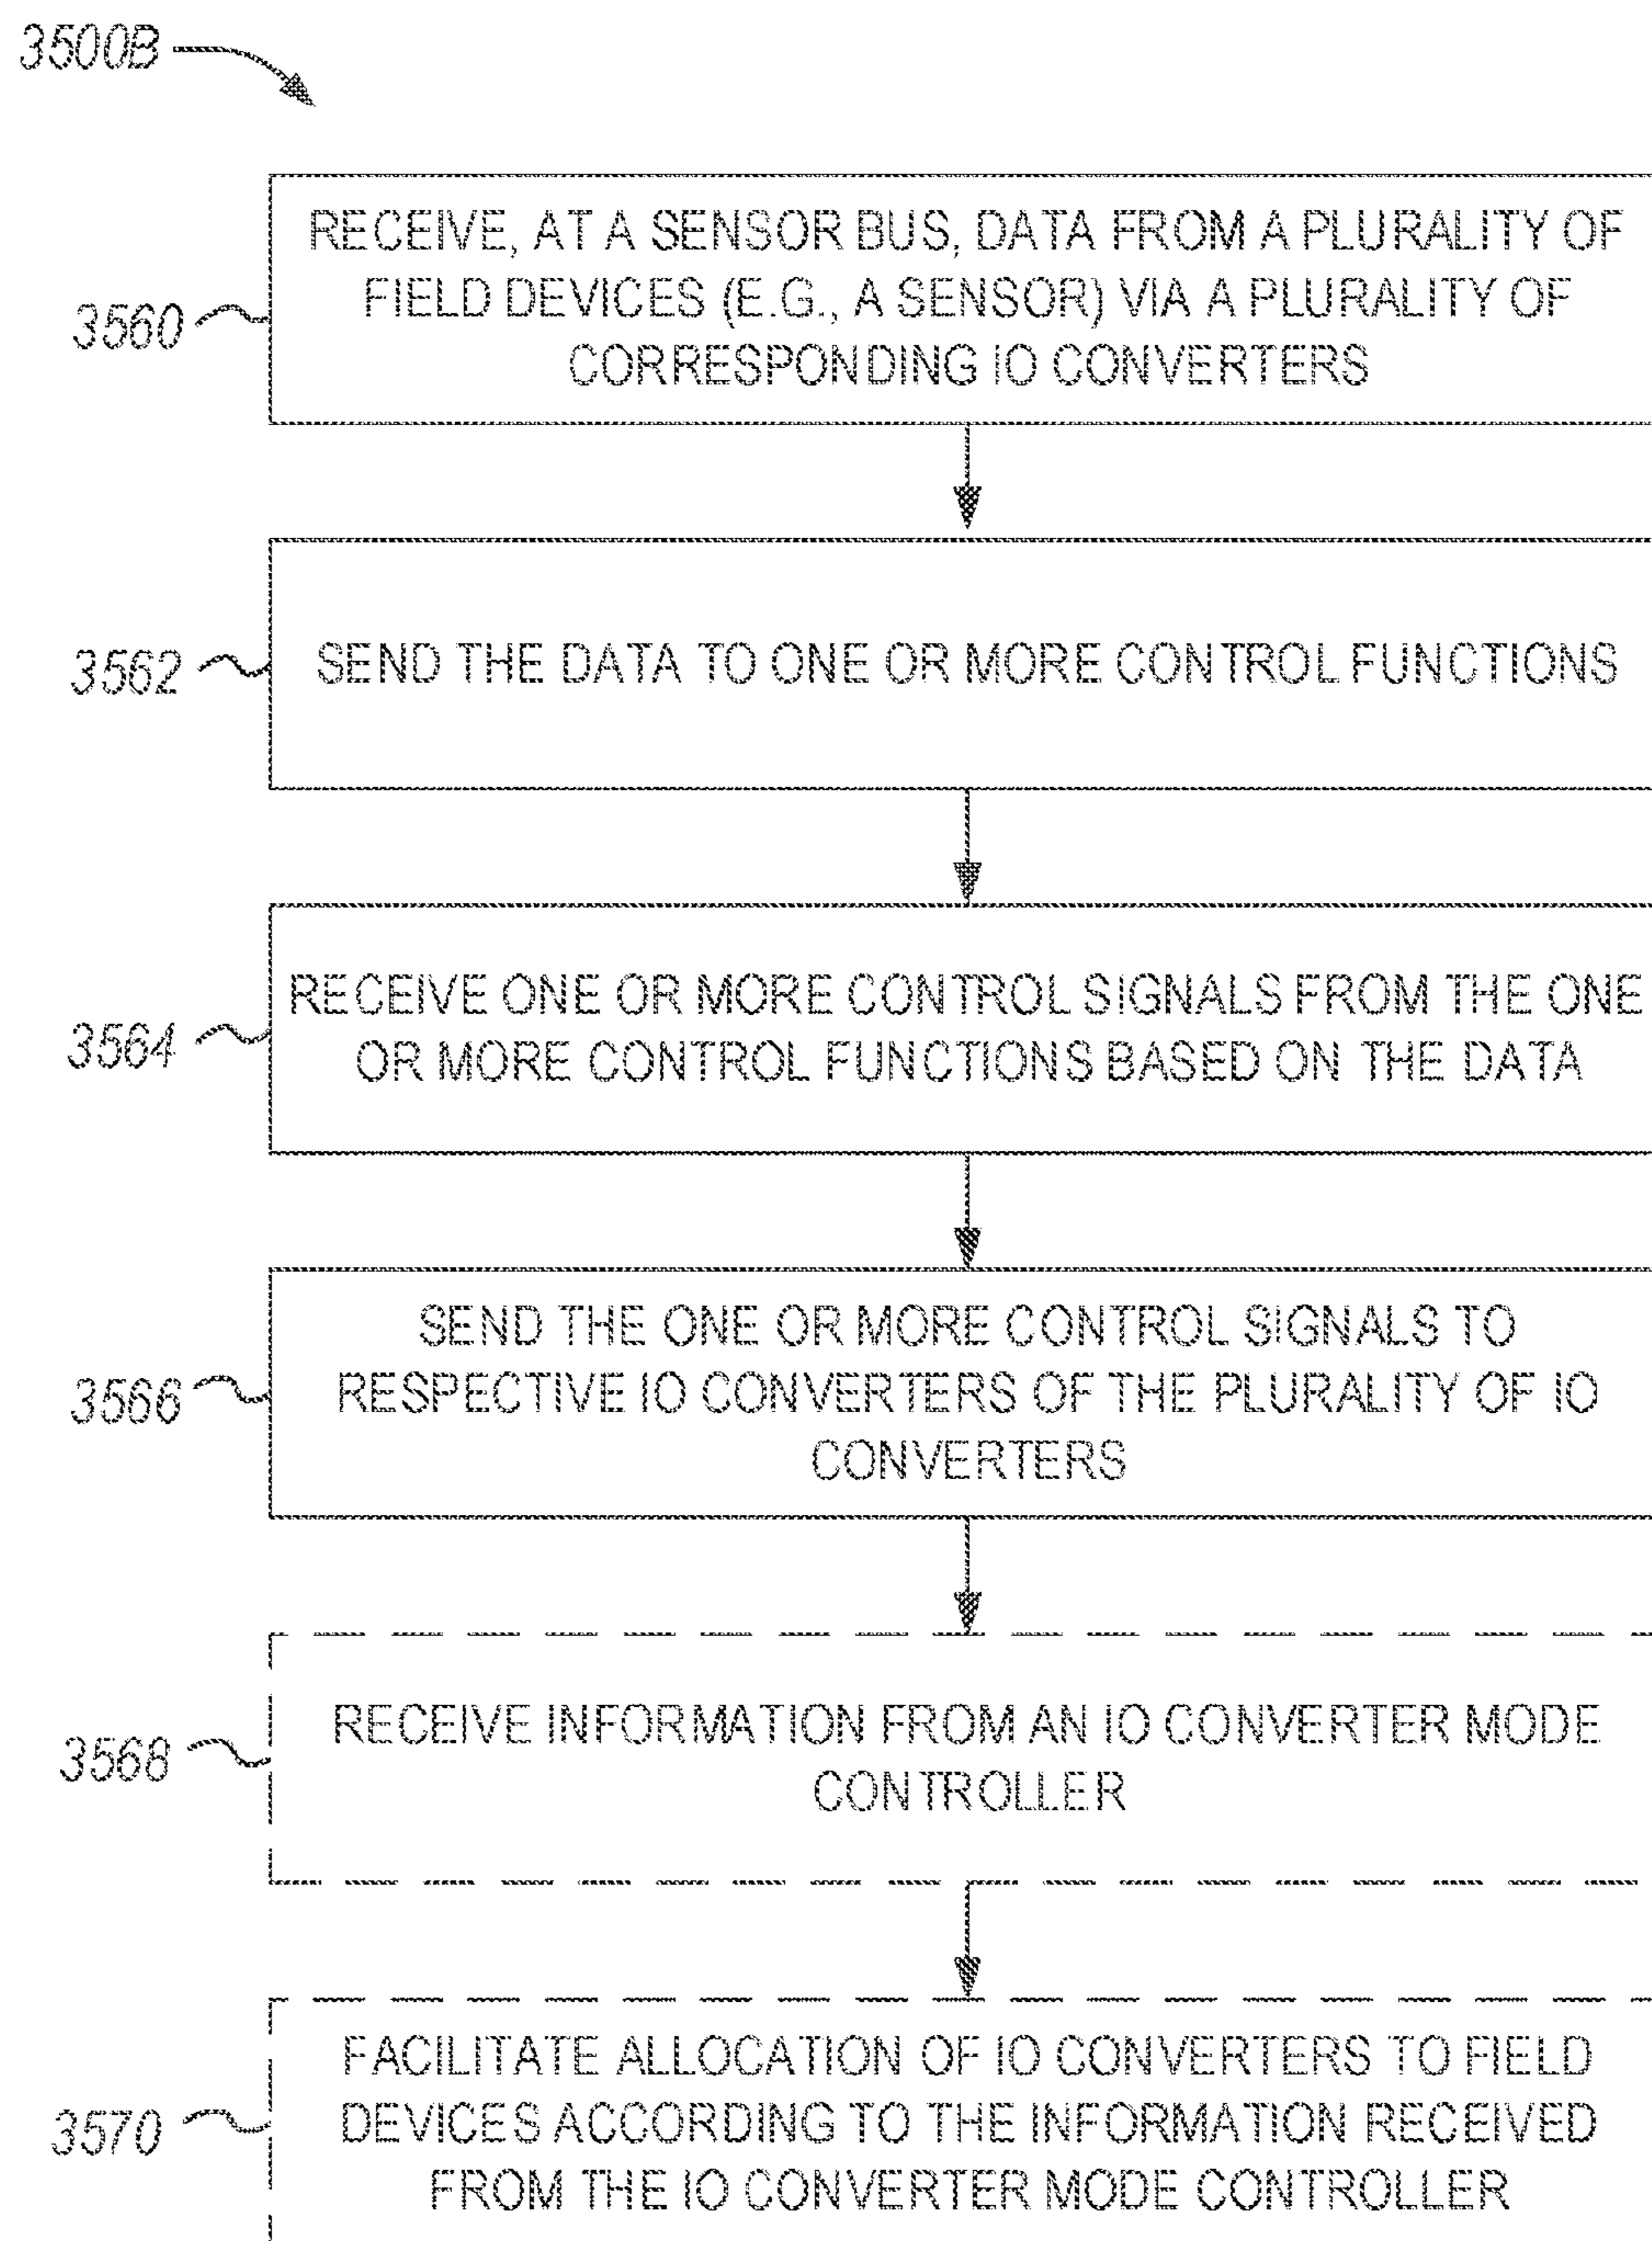 3500B
RECEIVE, AT A SENSOR BUS, DATA FROM A PLURALITY OF
FIELD DEVICES (E.G., A SENSOR) VIA A PLURALITY OF
CORRESPONDING IO CONVERTERS
3560
SEND THE DATA TO ONE OR MORE CONTROL FUNCTIONS
3562
RECEIVE ONE OR MORE CONTROL SIGNALS FROM THE ONE
OR MORE CONTROL FUNCTIONS BASED ON THE DATA
3564
SEND THE ONE OR MORE CONTROL SIGNALS TO
RESPECTIVE IO CONVERTERS OF THE PLURALITY OF IO
CONVERTERS
3566
RECEIVE INFORMATION FROM AN IO CONVERTER MODE
CONTROLLER
3568
FACILITATE ALLOCATION OF IO CONVERTERS TO FIELD
DEVICES ACCORDING TO THE INFORMATION RECEIVED
FROM THE IO CONVERTER MODE CONTROLLER
3570